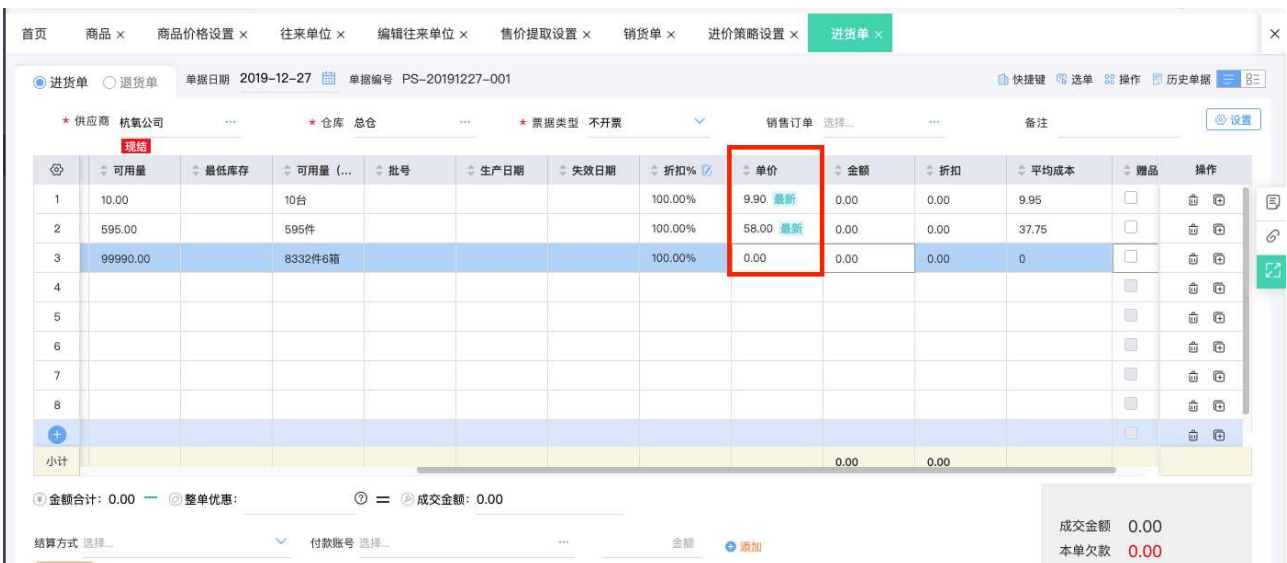 首页 商品 × 商品价格设置 × 往来单位 × 编辑往来单位 × 售价提取设置 × 销货单 × 进价策略设置 × 进货单 × ×
进货单 退货单 单据日期 2019-12-27 单据编号 PS-20191227-001 快捷键 选单 操作 历史单据
* 供应商 杭氧公司 ... * 仓库 总仓 ... * 票据类型 不开票 销售订单 选择... ... 备注 设置
现结
可用量 最低库存 可用量 (... 批号 生产日期 失效日期 折扣% 单价 金额 折扣 平均成本 赠品 操作
1 10.00 10台 100.00% 9.90 最新 0.00 0.00 9.95
2 595.00 595件 100.00% 58.00 最新 0.00 0.00 37.75
3 99990.00 8332件6箱 100.00% 0.00 0.00 0.00 0
4
5
6
7
8
小计 0.00 0.00
金额合计: 0.00 — 整单优惠: ? = 成交金额: 0.00
成交金额 0.00
结算方式 选择... 付款账号 选择... ... 金额 添加
本单欠款 0.00